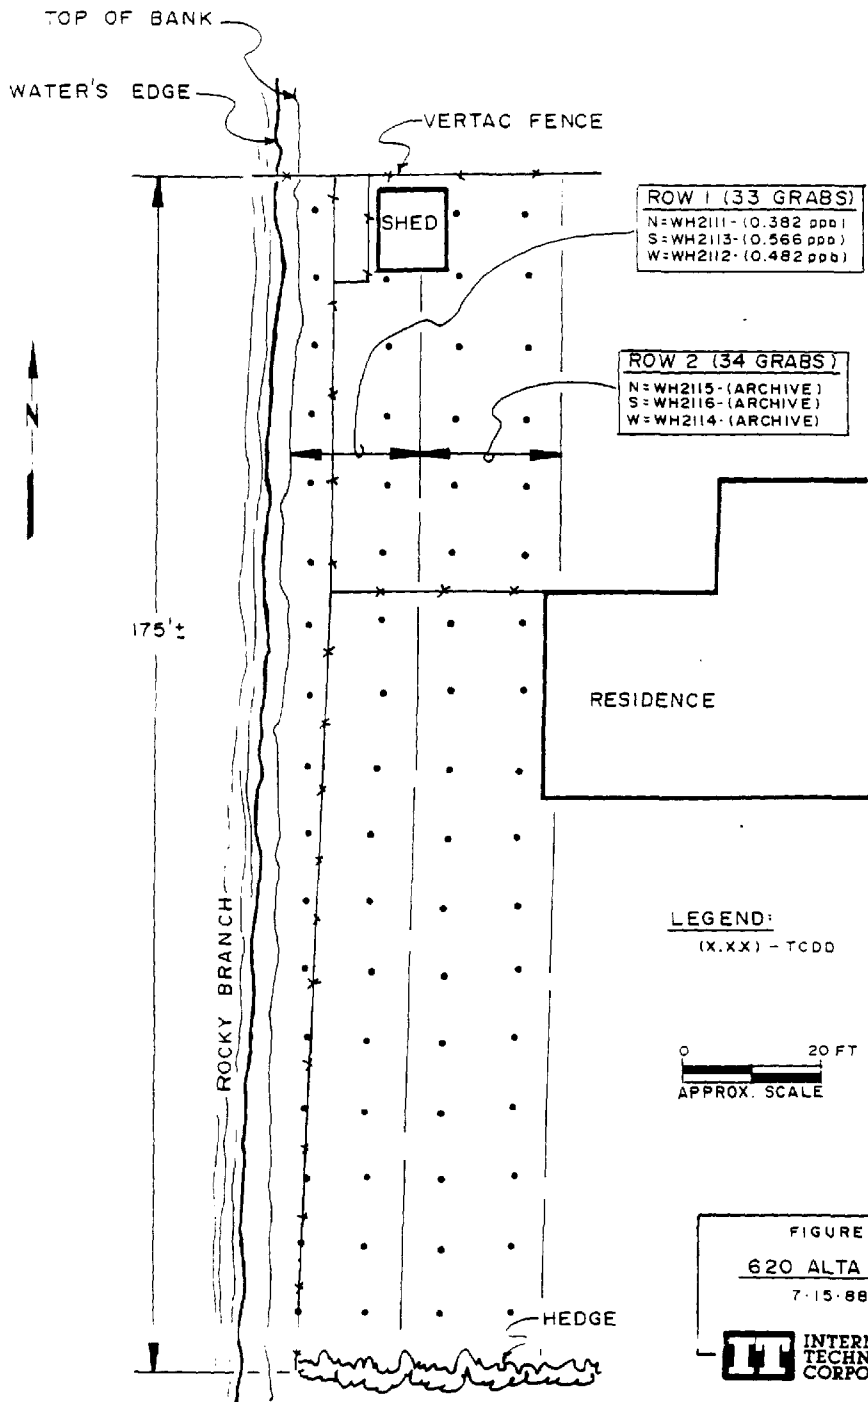 TOP OF BANK
WATER'S EDGE
VERTAC FENCE
SHED
ROW 1 (33 GRABS)
N=WH2111-(0.382 ppb)
S=WH2113-(0.566 ppb)
W=WH2112-(0.482 ppb)
N
ROW 2 (34 GRABS)
N=WH2115-(ARCHIVE)
S=WH2116-(ARCHIVE)
W=WH2114-(ARCHIVE)
175'±
RESIDENCE
ROCKY BRANCH
LEGEND:
(X.XX) - TCDD
0 20 FT
APPROX. SCALE
FIGURE
620 ALTA
7-15-88
HEDGE
IT
INTER
TECHN
CORPO